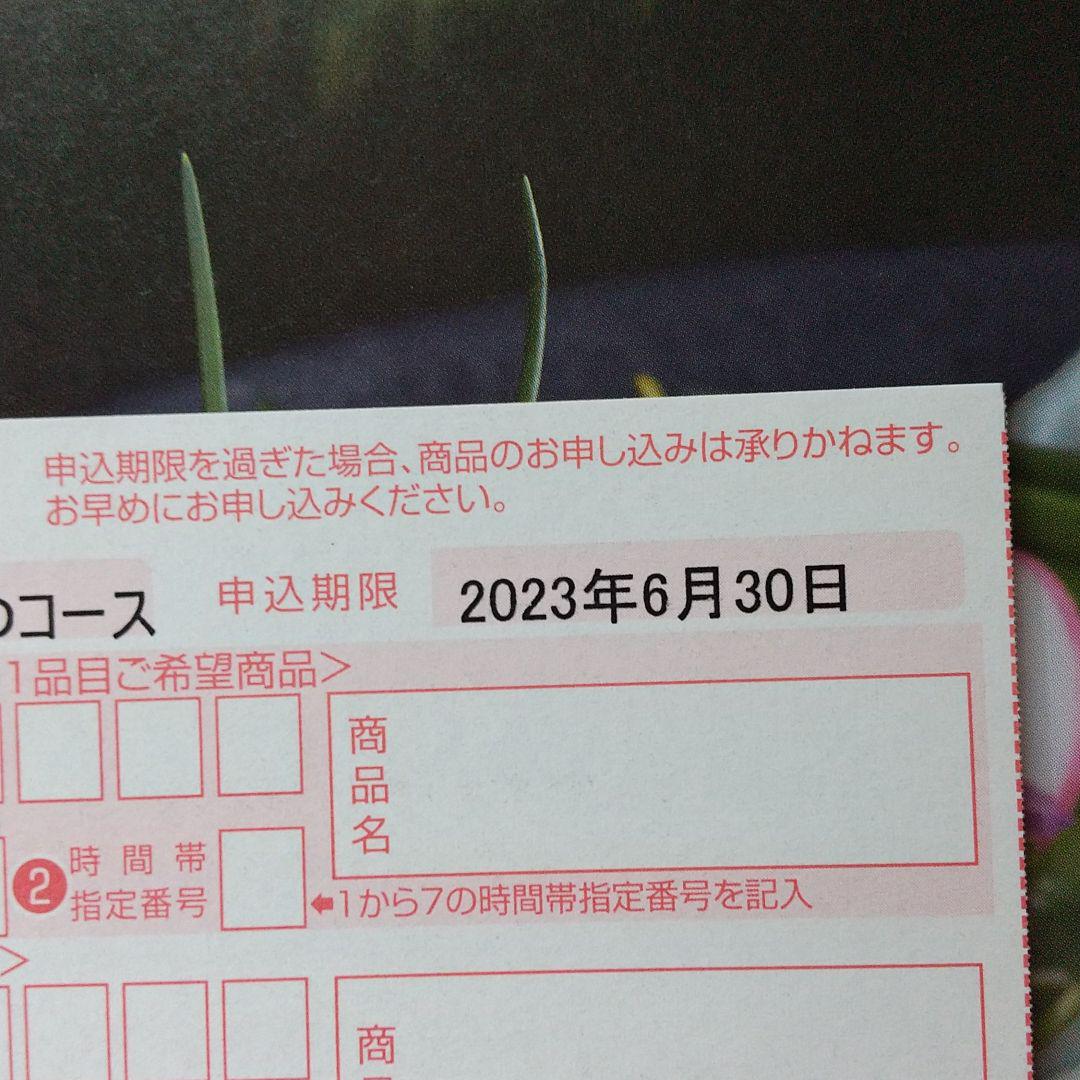 申込期限を過ぎた場合、商品のお申し込みは承りかねます。
お早めにお申し込みください。
のコース 申込期限 2023年6月30日
1品目ご希望商品>
商品名
2 時間帯指定番号
←1から7の時間帯指定番号を記入
>
商